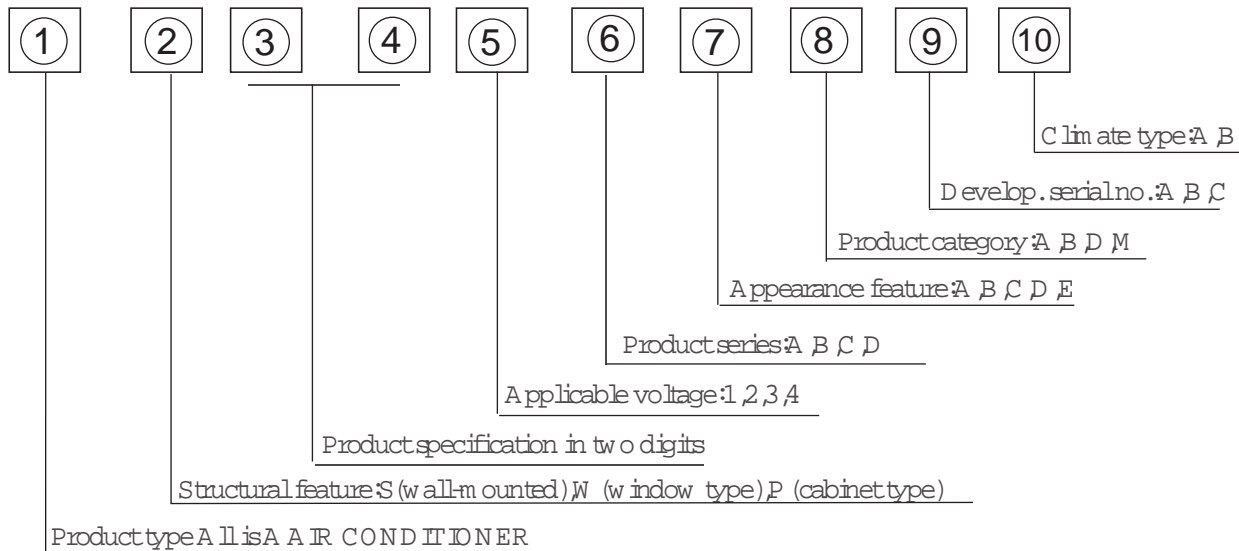 ① ② ③ ④ ⑤ ⑥ ⑦ ⑧ ⑨ ⑩
Climate type:A,B
Develop.serial no.:A,B,C
Product category:A,B,D,M
Appearance feature:A,B,C,D,E
Product series:A,B,C,D
Applicable voltage:1,2,3,4
Product specification in two digits
Structural feature:S(wall-mounted),W (window type),P (cabinet type)
Product type All is A AIR CONDITIONER